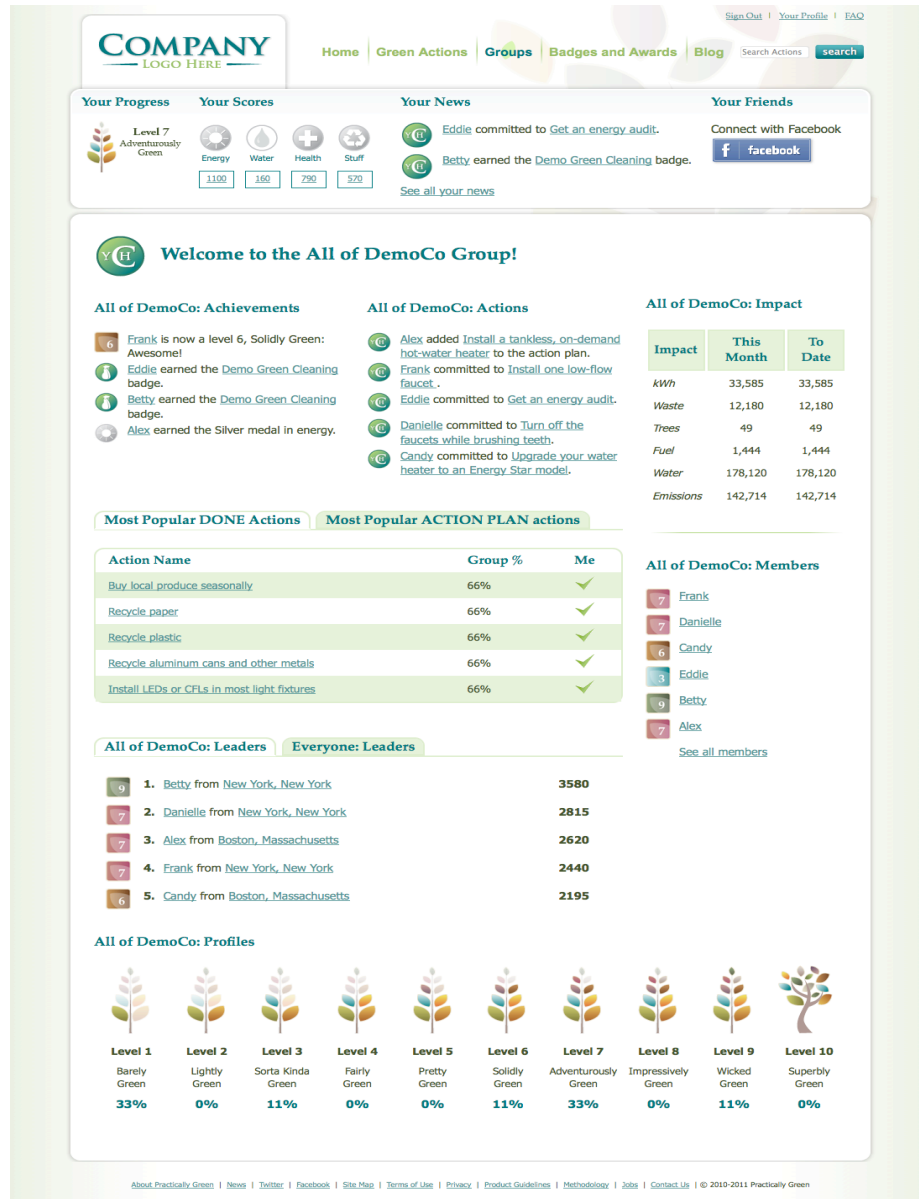 Sign Out | Your Profile | FAQ
COMPANY
LOGO HERE
Home Green Actions Groups Badges and Awards Blog Search Actions search
Your Progress Your Scores Your News Your Friends
Level 7
Adventurously
Green
Energy Water Health Stuff
1100 160 790 570
Eddie committed to Get an energy audit.
Betty earned the Demo Green Cleaning badge.
See all your news
Connect with Facebook
f facebook
Welcome to the All of DemoCo Group!
All of DemoCo: Achievements
6 Frank is now a level 6, Solidly Green:
Awesome!
Eddie earned the Demo Green Cleaning
badge.
Betty earned the Demo Green Cleaning
badge.
Alex earned the Silver medal in energy.
All of DemoCo: Actions
Alex added Install a tankless, on-demand
hot-water heater to the action plan.
Frank committed to Install one low-flow
faucet .
Eddie committed to Get an energy audit.
Danielle committed to Turn off the
faucets while brushing teeth.
Candy committed to Upgrade your water
heater to an Energy Star model.
All of DemoCo: Impact
Impact This Month To Date
kWh 33,585 33,585
Waste 12,180 12,180
Trees 49 49
Fuel 1,444 1,444
Water 178,120 178,120
Emissions 142,714 142,714
Most Popular DONE Actions Most Popular ACTION PLAN actions
Action Name Group % Me
Buy local produce seasonally 66%
Recycle paper 66%
Recycle plastic 66%
Recycle aluminum cans and other metals 66%
Install LEDs or CFLs in most light fixtures 66%
All of DemoCo: Members
7 Frank
7 Danielle
6 Candy
3 Eddie
9 Betty
7 Alex
See all members
All of DemoCo: Leaders Everyone: Leaders
9 1. Betty from New York, New York 3580
7 2. Danielle from New York, New York 2815
7 3. Alex from Boston, Massachusetts 2620
7 4. Frank from New York, New York 2440
6 5. Candy from Boston, Massachusetts 2195
All of DemoCo: Profiles
Level 1 Level 2 Level 3 Level 4 Level 5 Level 6 Level 7 Level 8 Level 9 Level 10
Barely Lightly Sorta Kinda Fairly Pretty Solidly Adventurously Impressively Wicked Superbly
Green Green Green Green Green Green Green Green Green Green
33% 0% 11% 0% 0% 11% 33% 0% 11% 0%
About Practically Green | News | Twitter | Facebook | Site Map | Terms of Use | Privacy | Product Guidelines | Methodology | Jobs | Contact Us | © 2010-2011 Practically Green